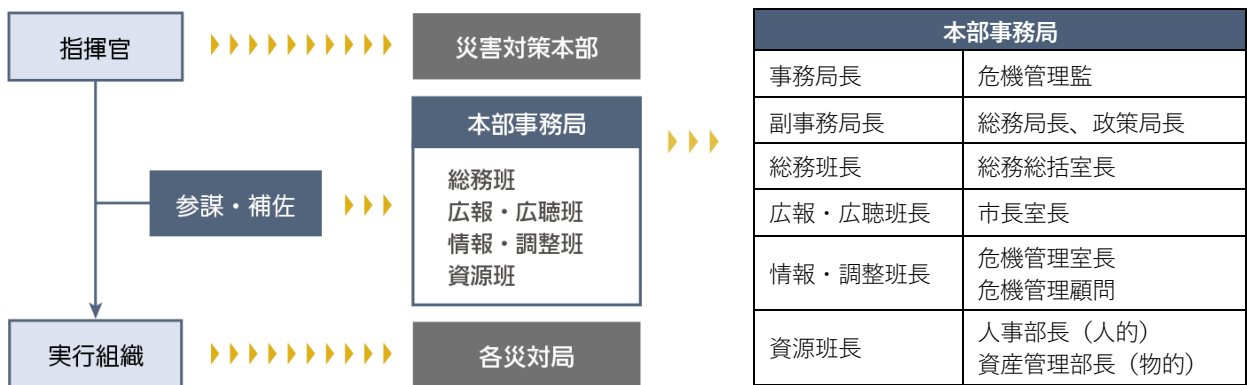 指揮官
災害対策本部
本部事務局
総務班
広報・広聴班
情報・調整班
資源班
参謀・補佐
実行組織
各災対局
本部事務局
事務局長 危機管理監
副事務局長 総務局長、政策局長
総務班長 総務総括室長
広報・広聴班長 市長室長
情報・調整班長 危機管理室長
危機管理顧問
資源班長 人事部長（人的）
資産管理部長（物的）